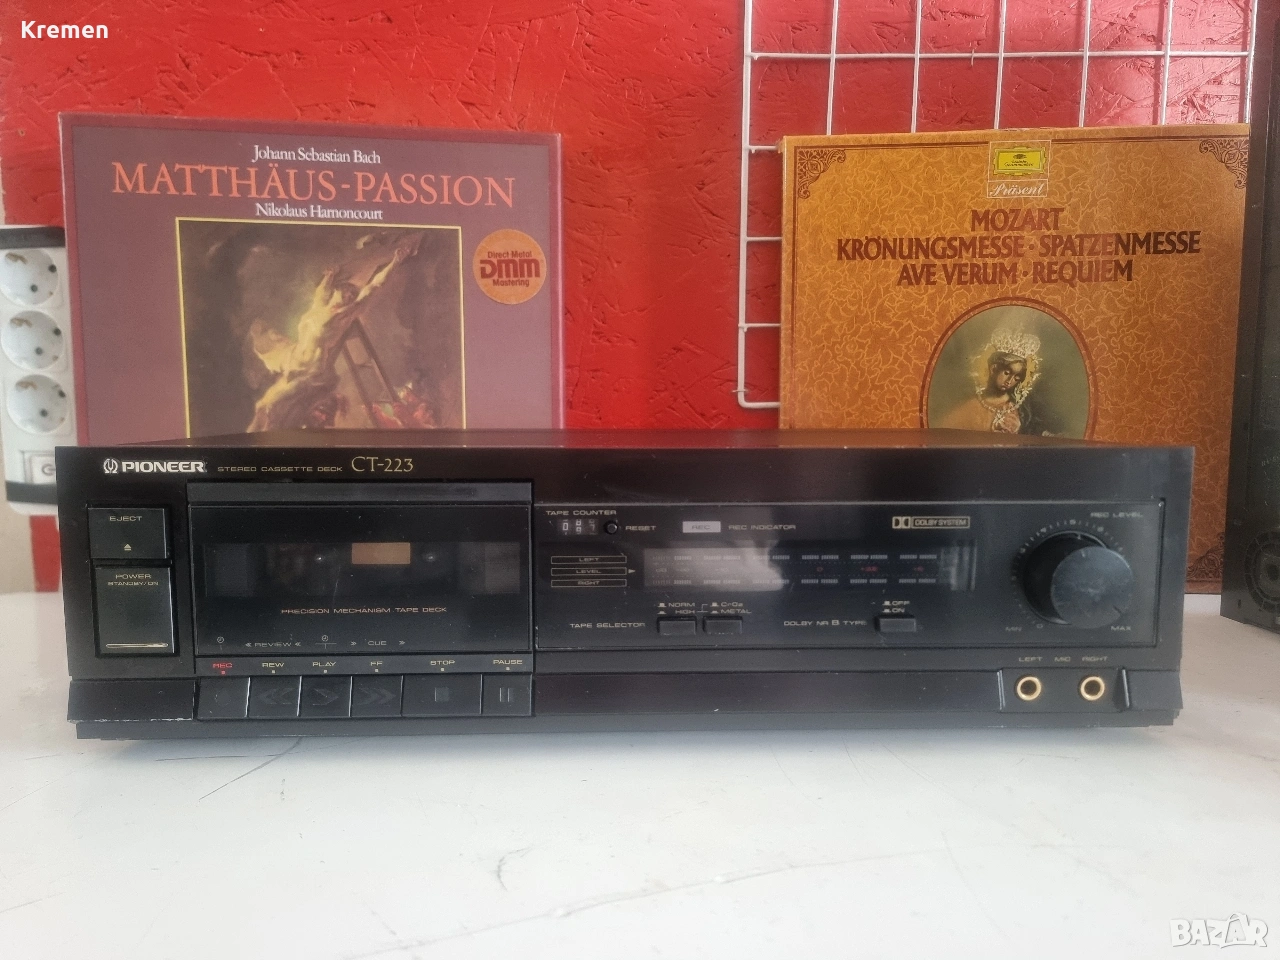 Kremen
Johann Sebastian Bach
MATTHÄUS-PASSION
Nikolaus Harnoncourt
Direct Metal
DMM
Mastering
Präsent
MOZART
KRÖNUNGSMESSE · SPATZENMESSE
AVE VERUM · REQUIEM
PIONEER STEREO CASSETTE DECK CT-223
EJECT
POWER
STANDBY/ON
PRECISION MECHANISM TAPE DECK
REVIEW CUE
REC REW PLAY FF STOP PAUSE
TAPE COUNTER
RESET REC REC INDICATOR DOLBY SYSTEM
LEFT
LEVEL
RIGHT
TAPE SELECTOR NORM HIGH CrO2 METAL
DOLBY NR B TYPE OFF ON
REC LEVEL
MIN 0 MAX
LEFT MIC RIGHT
BAZAR